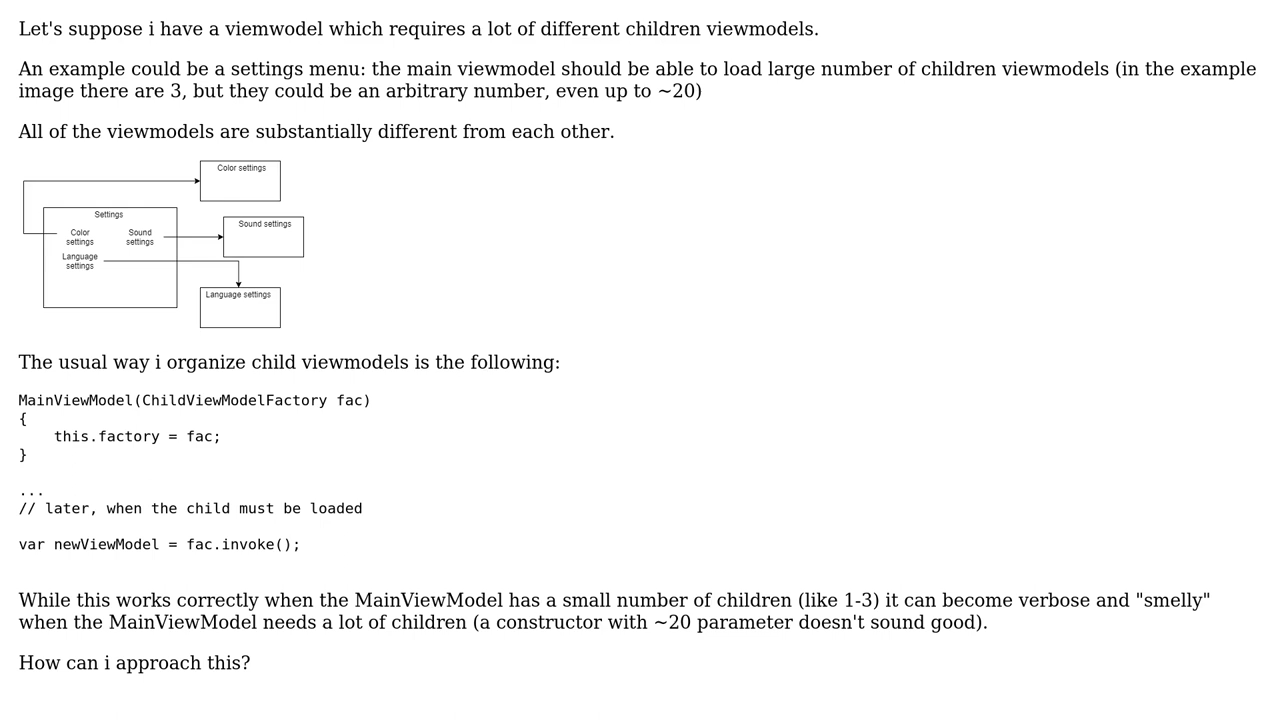 Let's suppose i have a viemwodel which requires a lot of different children viewmodels.
An example could be a settings menu: the main viewmodel should be able to load large number of children viewmodels (in the example
image there are 3, but they could be an arbitrary number, even up to ~20)
All of the viewmodels are substantially different from each other.
Color settings
Settings
Color
settings
Sound
settings
Sound settings
Language
settings
Language settings
The usual way i organize child viewmodels is the following:
MainViewModel(ChildViewModelFactory fac)
{
    this.factory = fac;
}
...
// later, when the child must be loaded
var newViewModel = fac.invoke();
While this works correctly when the MainViewModel has a small number of children (like 1-3) it can become verbose and "smelly"
when the MainViewModel needs a lot of children (a constructor with ~20 parameter doesn't sound good).
How can i approach this?